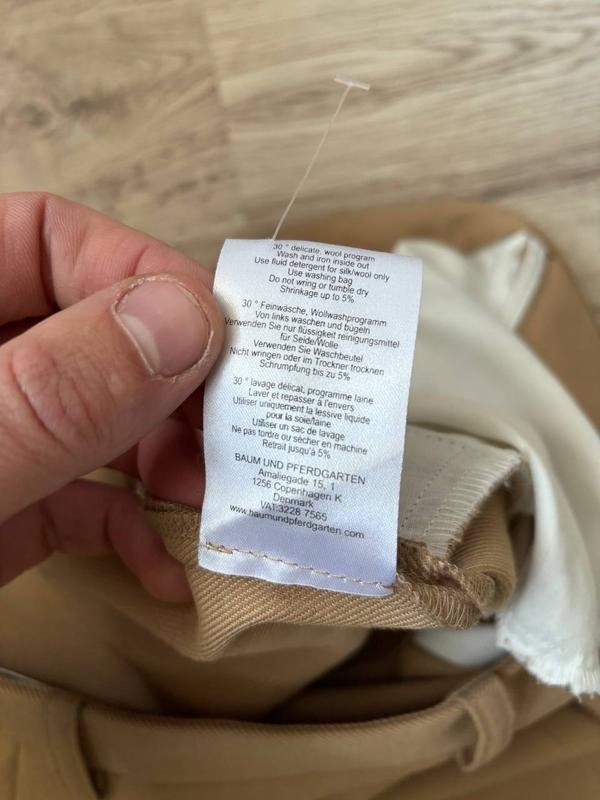 30 ° delicate, wool program
Wash and iron inside out
Use fluid detergent for silk/wool only
Use washing bag
Do not wring or tumble dry
Shrinkage up to 5%
30 ° Feinwäsche, Wollwashprogramm
Von links waschen und bügeln
Verwenden Sie nur flüssigkeit reinigungsmittel
für Seide/Wolle
Verwenden Sie Waschbeutel
Nicht wringen oder im Trockner trocknen
Schrumpfung bis zu 5%
30 ° lavage délicat, programme laine
Laver et repasser à l'envers
Utiliser uniquement la lessive liquide
pour la soie/laine
Utiliser un sac de lavage
Ne pas tordre ou sécher en machine
Retrait jusqu'à 5%
BAUM UND PFERDGARTEN
Amaliegade 15, 1
1256 Copenhagen K
Denmark
VAT:3228 7565
www.baumundpferdgarten.com